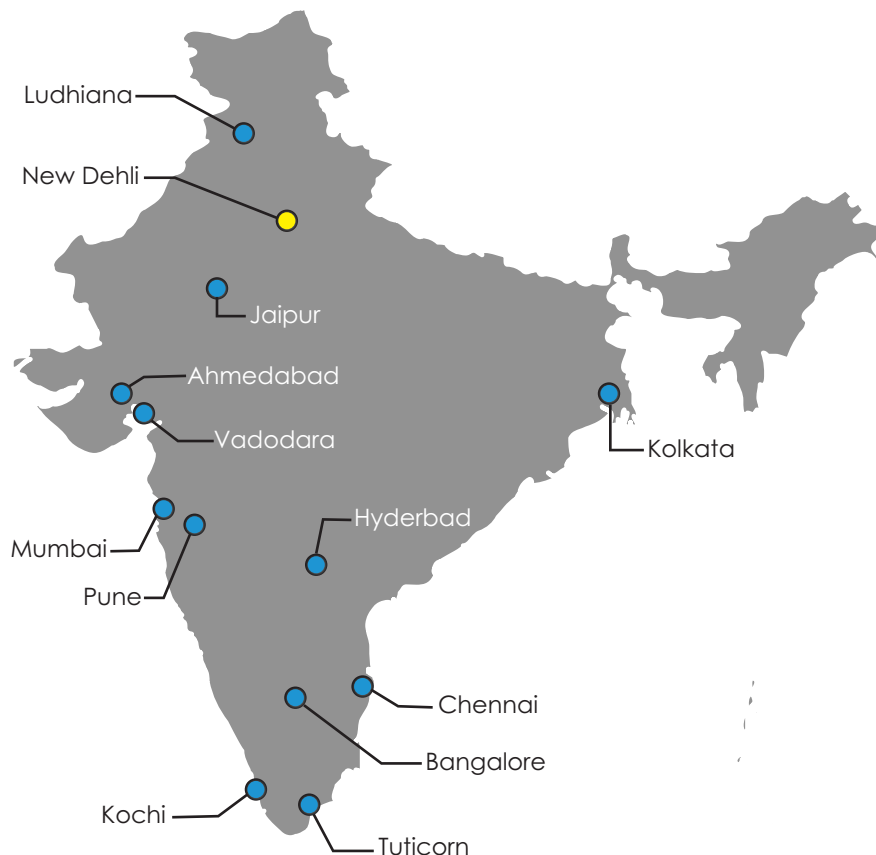 Ludhiana
New Dehli
Jaipur
Ahmedabad
Vadodara
Kolkata
Hyderbad
Mumbai
Pune
Chennai
Bangalore
Kochi
Tuticorn